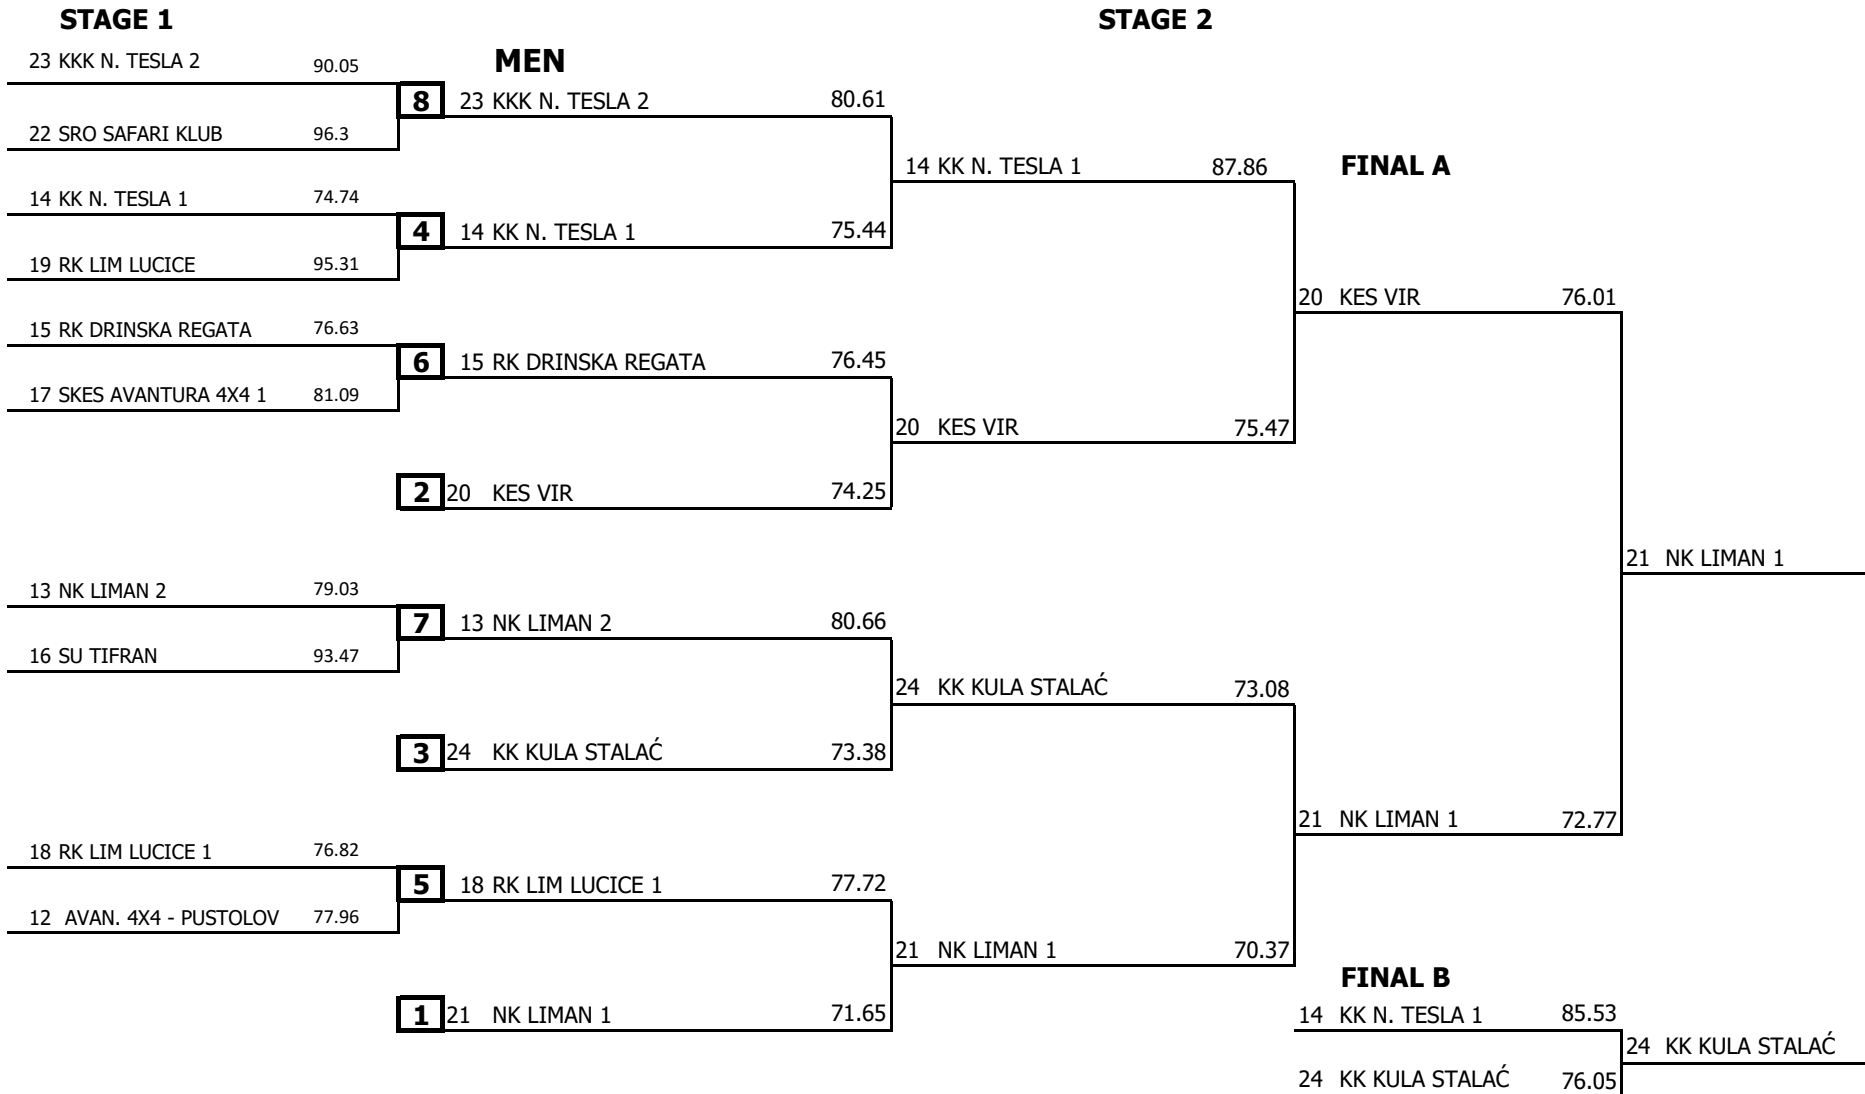 STAGE 1
STAGE 2
MEN
23 KKK N. TESLA 2 90.05
8 23 KKK N. TESLA 2 80.61
22 SRO SAFARI KLUB 96.3
14 KK N. TESLA 1 87.86
FINAL A
14 KK N. TESLA 1 74.74
4 14 KK N. TESLA 1 75.44
19 RK LIM LUCICE 95.31
20 KES VIR 76.01
15 RK DRINSKA REGATA 76.63
6 15 RK DRINSKA REGATA 76.45
17 SKES AVANTURA 4X4 1 81.09
20 KES VIR 75.47
2 20 KES VIR 74.25
21 NK LIMAN 1
13 NK LIMAN 2 79.03
7 13 NK LIMAN 2 80.66
16 SU TIFRAN 93.47
24 KK KULA STALAĆ 73.08
3 24 KK KULA STALAĆ 73.38
21 NK LIMAN 1 72.77
18 RK LIM LUCICE 1 76.82
5 18 RK LIM LUCICE 1 77.72
12 AVAN. 4X4 - PUSTOLOV 77.96
21 NK LIMAN 1 70.37
FINAL B
1 21 NK LIMAN 1 71.65
14 KK N. TESLA 1 85.53
24 KK KULA STALAĆ
24 KK KULA STALAĆ 76.05